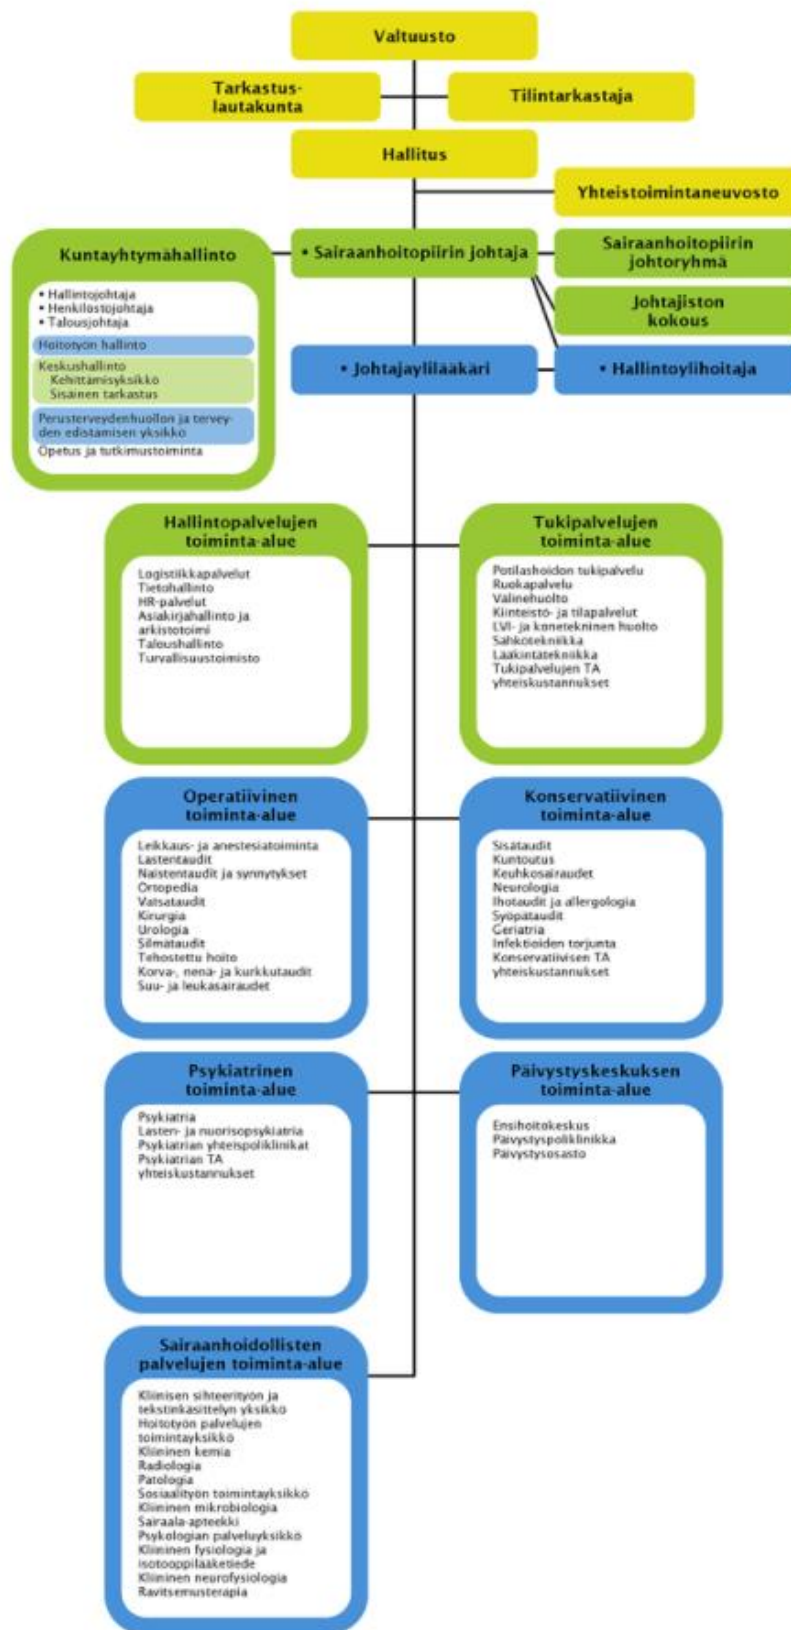 Valtuusto
Tarkastus-
lautakunta
Tilintarkastaja
Hallitus
Yhteistoimintaneuvosto
Kuntayhtymähallinto
• Hallintojohtaja
• Henkilöstöjohtaja
• Talousjohtaja
Hoitotyön hallinto
Keskushallinto
Kehittämisyksikkö
Sisäinen tarkastus
Perusterveydenhuollon ja tervey-
den edistämisen yksikkö
Opetus ja tutkimustoiminta
• Sairaanhoitopiirin johtaja
Sairaanhoitopiirin
johtoryhmä
Johtajiston
kokous
• Johtajaylilääkäri
• Hallintoylihoitaja
Hallintopalvelujen
toiminta-alue
Logistiikkapalvelut
Tietohallinto
HR-palvelut
Asiakirjahallinto ja
arkistotoimi
Taloushallinto
Turvallisuustoimisto
Tukipalvelujen
toiminta-alue
Potilashoidon tukipalvelu
Ruokapalvelu
Välinehuolto
Kiinteistö- ja tilapalvelut
LVI- ja konetekninen huolto
Sähkötekniikka
Lääkintätekniikka
Tukipalvelujen TA
yhteiskustannukset
Operatiivinen
toiminta-alue
Leikkaus- ja anestesiatoiminta
Lastentaudit
Naistentaudit ja synnytykset
Ortopedia
Vatsataudit
Kirurgia
Urologia
Silmätaudit
Tehostettu hoito
Korva-, nenä- ja kurkkutaudit
Suu- ja leukasairaudet
Konservatiivinen
toiminta-alue
Sisätaudit
Kuntoutus
Keuhkosairaudet
Neurologia
Ihotaudit ja allergologia
Syöpätaudit
Geriatria
Infektioiden torjunta
Konservatiivisen TA
yhteiskustannukset
Psykiatrinen
toiminta-alue
Psykiatria
Lasten- ja nuorisopsykiatria
Psykiatrian yhteispoliklinikat
Psykiatrian TA
yhteiskustannukset
Päivystyskeskuksen
toiminta-alue
Ensihoitokeskus
Päivystyspoliklinikka
Päivystysosasto
Sairaanhoidollisten
palvelujen toiminta-alue
Kliinisen sihteerityön ja
tekstinkäsittelyn yksikkö
Hoitotyön palvelujen
toimintayksikkö
Kliininen kemia
Radiologia
Patologia
Sosiaalityön toimintayksikkö
Kliininen mikrobiologia
Sairaala-apteekki
Psykologian palveluyksikkö
Kliininen fysiologia ja
isotooppilääketiede
Kliininen neurofysiologia
Ravitsemusterapia